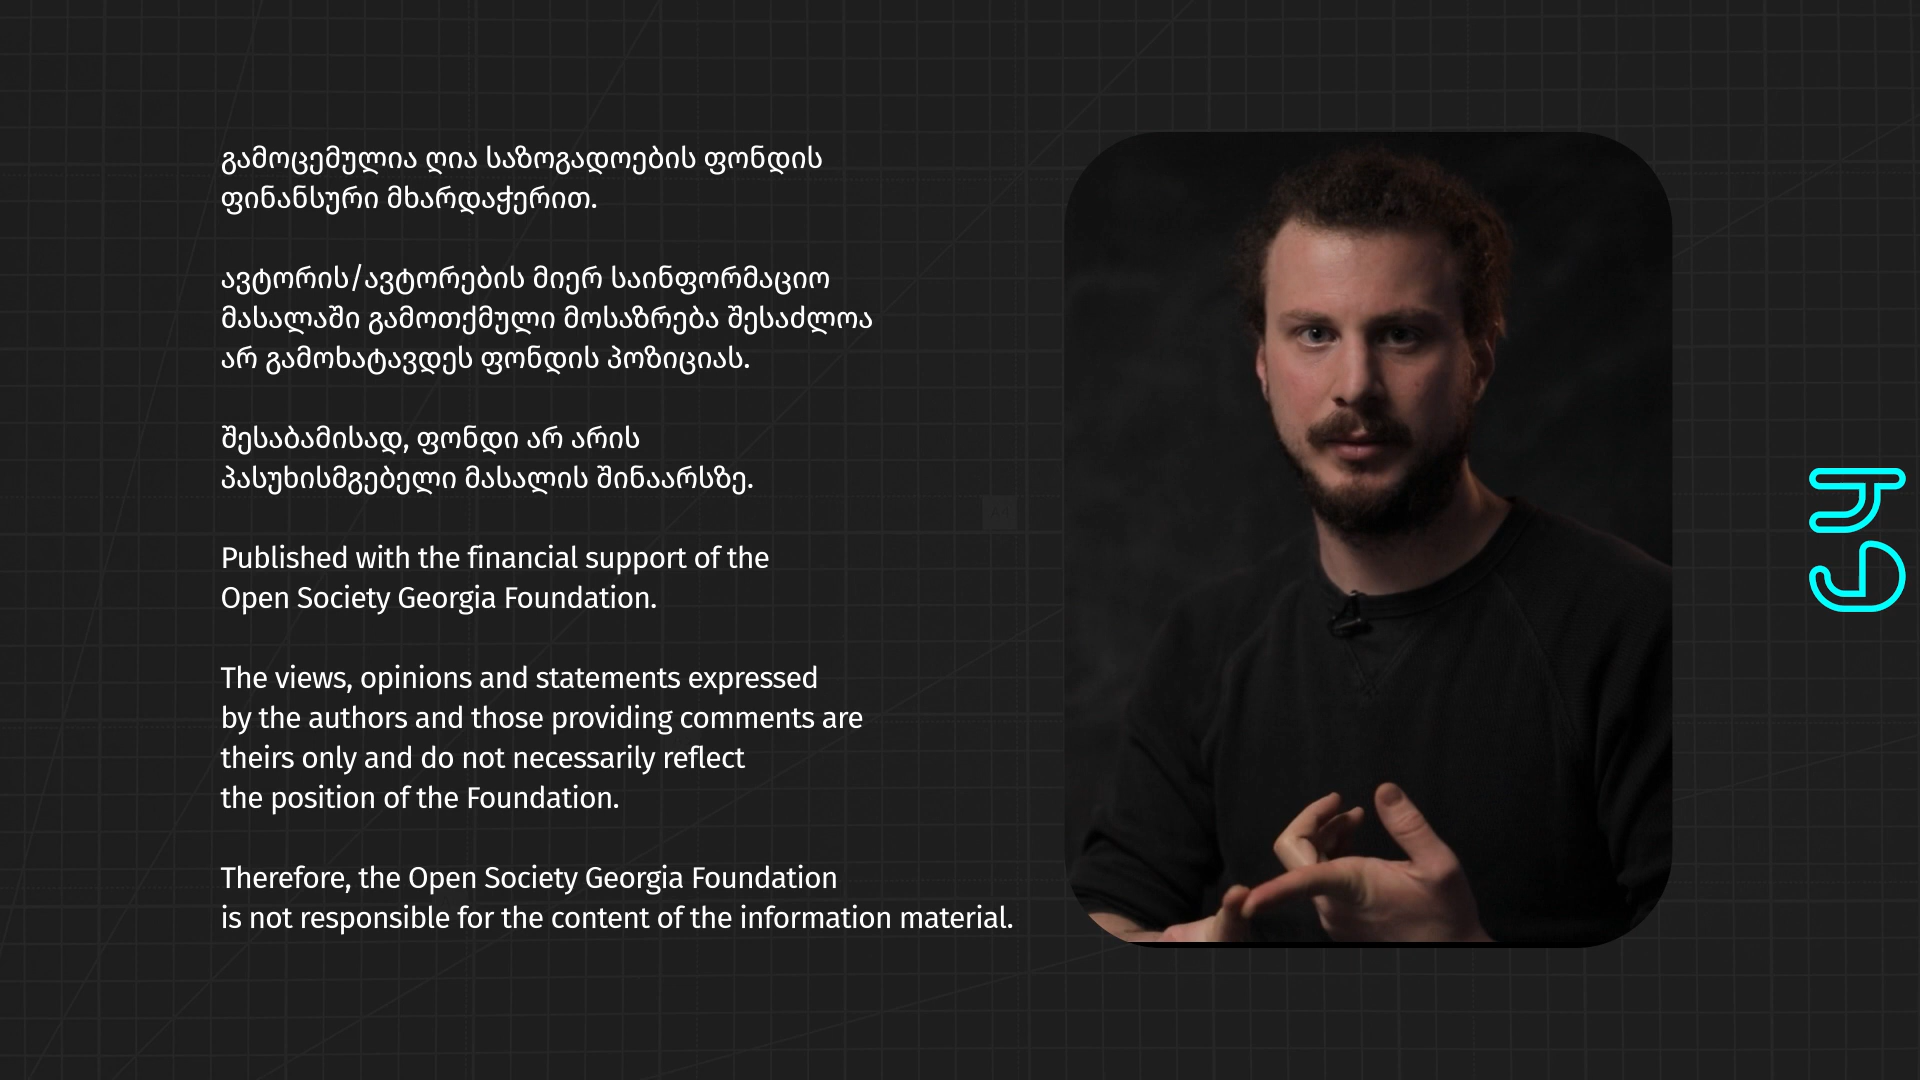 გამოცემულია ღია საზოგადოების ფონდის
ფინანსური მხარდაჭერით.
ავტორის/ავტორების მიერ საინფორმაციო
მასალაში გამოთქმული მოსაზრება შესაძლოა
არ გამოხატავდეს ფონდის პოზიციას.
შესაბამისად, ფონდი არ არის
პასუხისმგებელი მასალის შინაარსზე.
Published with the financial support of the
Open Society Georgia Foundation.
The views, opinions and statements expressed
by the authors and those providing comments are
theirs only and do not necessarily reflect
the position of the Foundation.
Therefore, the Open Society Georgia Foundation
is not responsible for the content of the information material.